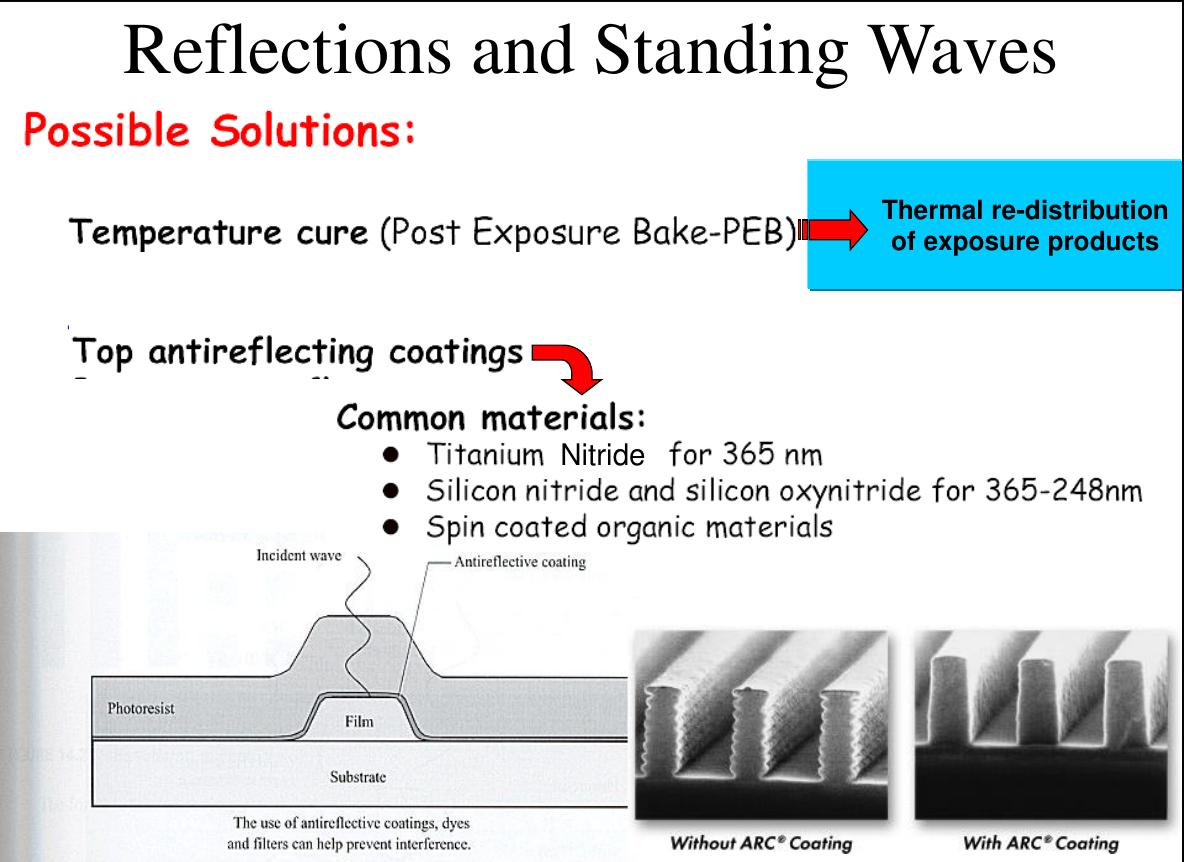 Reflections and Standing Waves
Possible Solutions:
Temperature cure (Post Exposure Bake-PEB)
Thermal re-distribution
of exposure products
Top antireflecting coatings
Common materials:
● Titanium Nitride for 365 nm
● Silicon nitride and silicon oxynitride for 365-248nm
● Spin coated organic materials
Incident wave
Antireflective coating
Photoresist
Film
Substrate
The use of antireflective coatings, dyes
and filters can help prevent interference.
Without ARC® Coating
With ARC® Coating